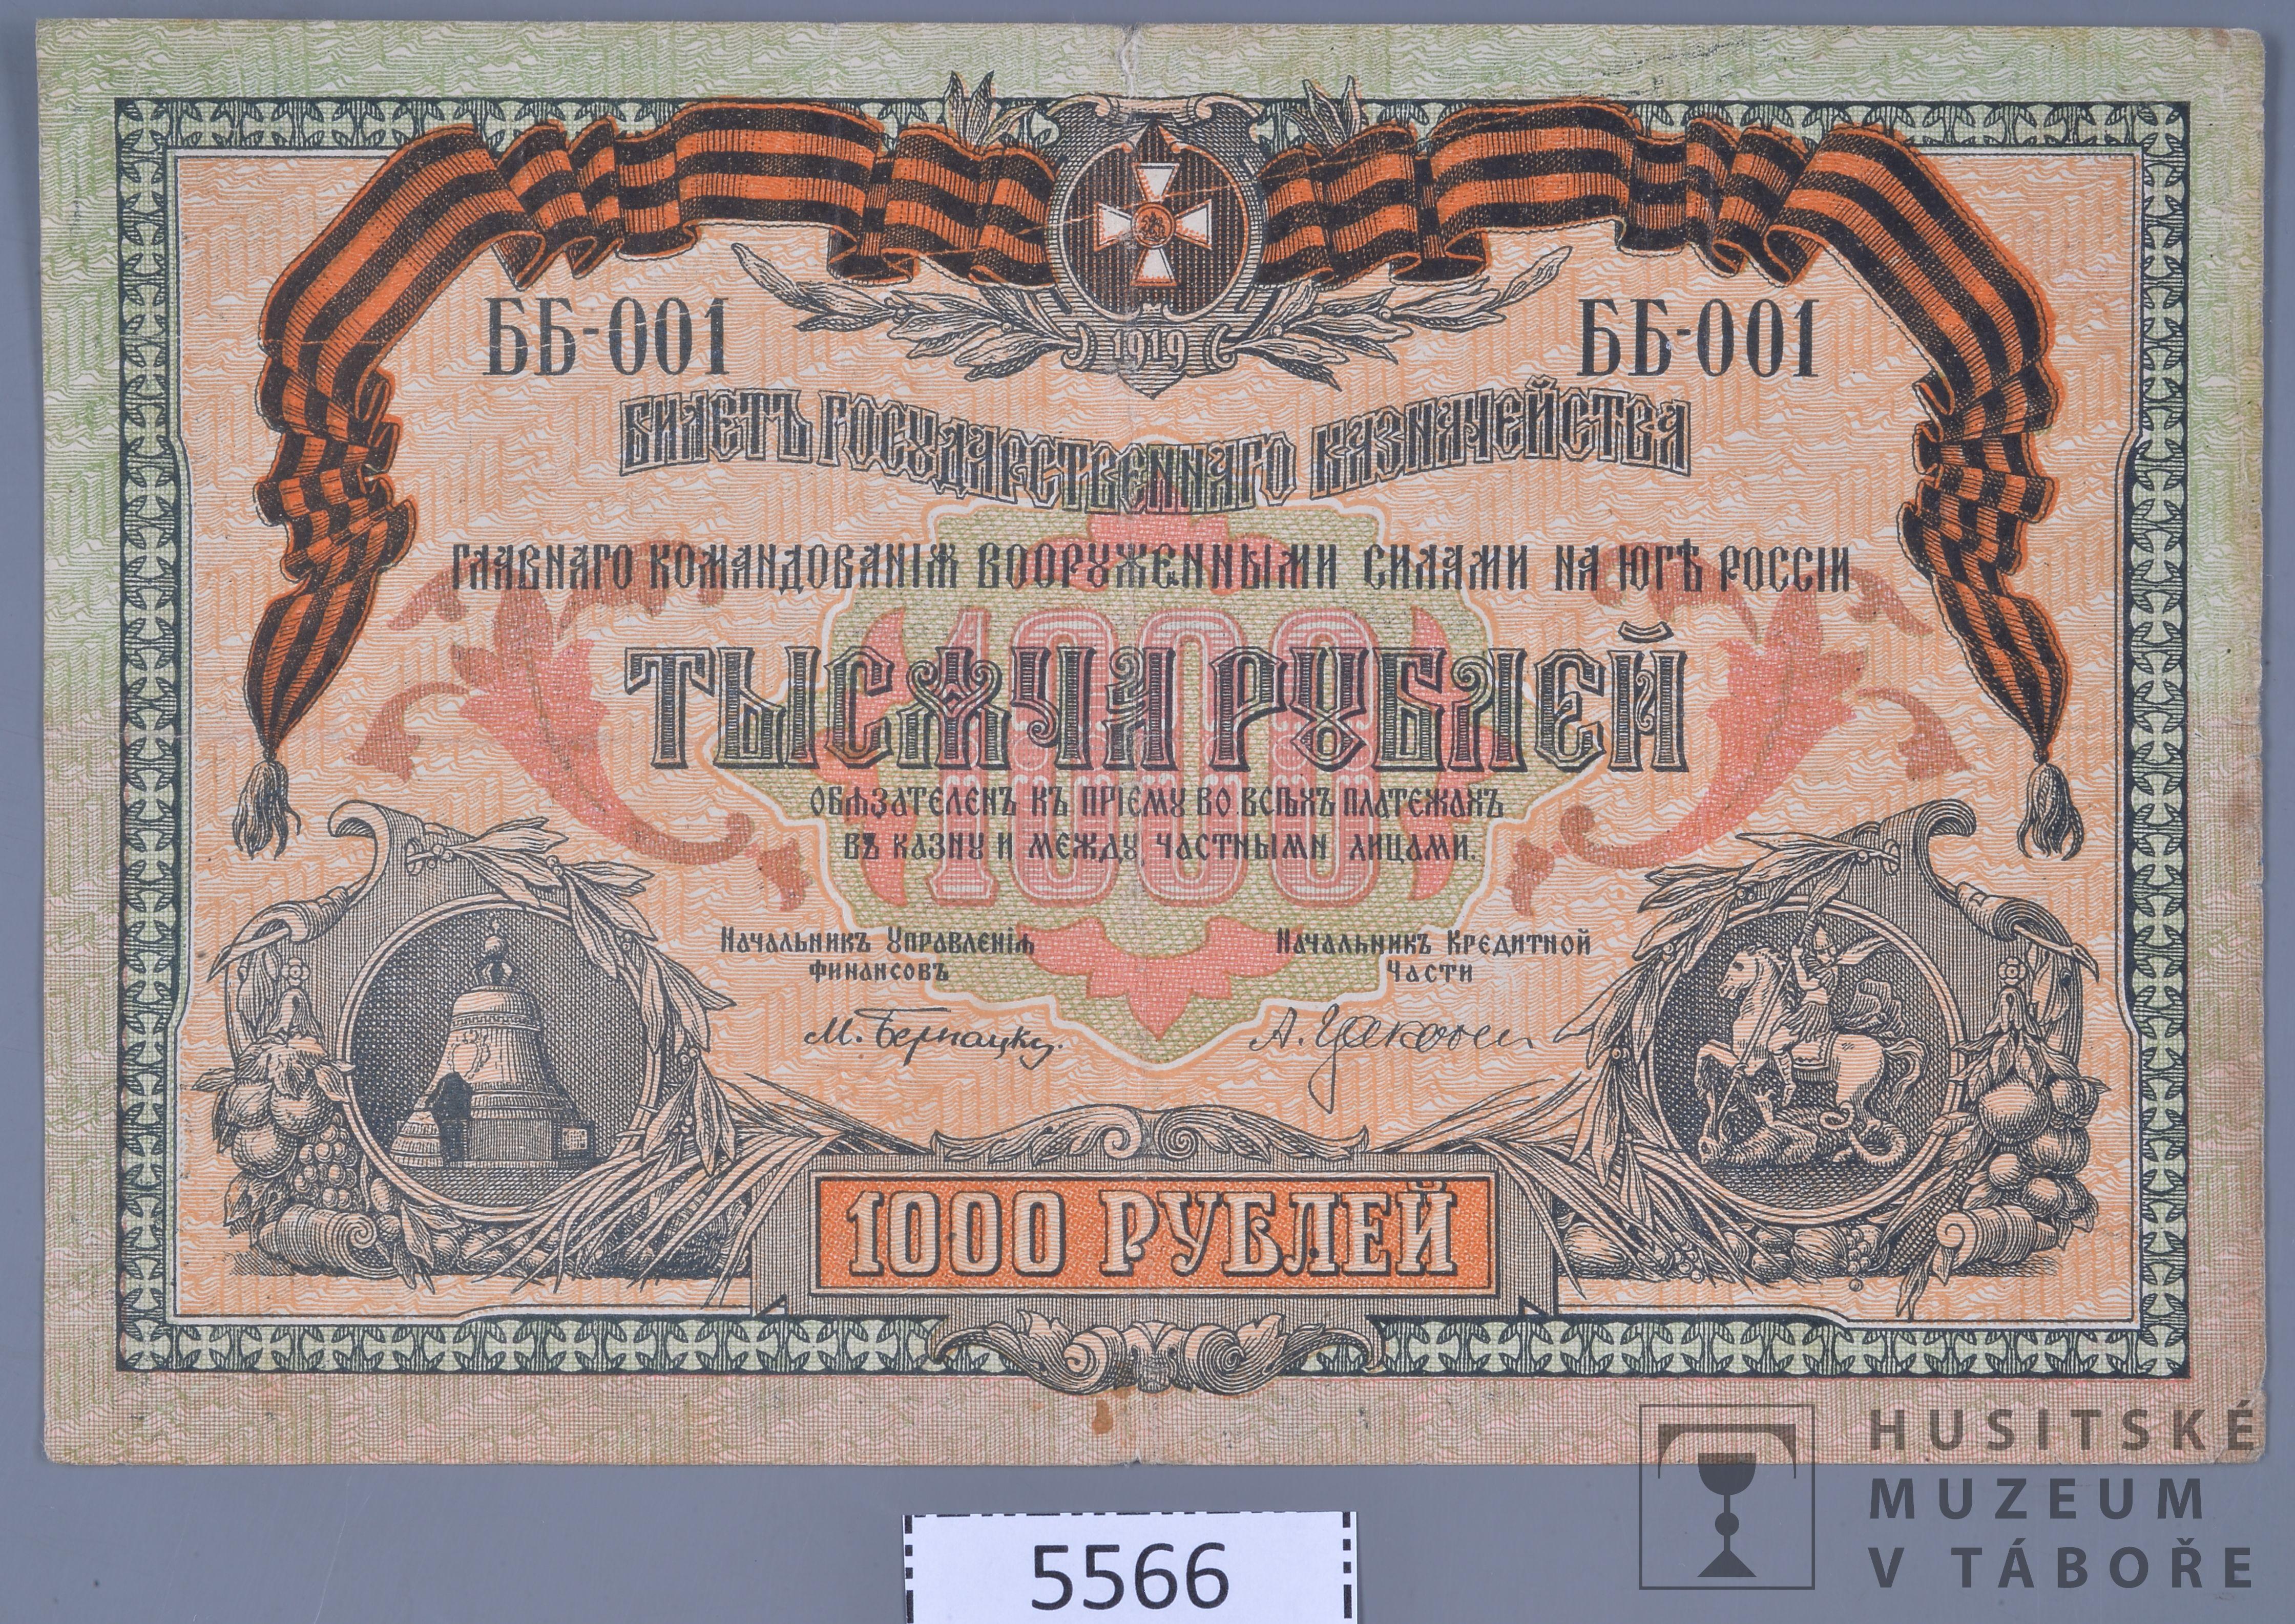 1919
ББ-001 ББ-001
БИЛЕТЪ ГОСУДАРСТВЕННАГО КАЗНАЧЕЙСТВА
ГЛАВНАГО КОМАНДОВАНІЯ ВООРУЖЕННЫМИ СИЛАМИ НА ЮГѢ РОССІИ
1000
ТЫСЯЧА РУБЛЕЙ
ОБЯЗАТЕЛЕНЪ КЪ ПРІЕМУ ВО ВСѢХЪ ПЛАТЕЖАХЪ
ВЪ КАЗНУ И МЕЖДУ ЧАСТНЫМИ ЛИЦАМИ.
НАЧАЛЬНИКЪ УПРАВЛЕНІЯ
ФИНАНСОВЪ
НАЧАЛЬНИКЪ КРЕДИТНОЙ
ЧАСТИ
М. Бернацкій.
1000 РУБЛЕЙ
HUSITSKÉ
MUZEUM
V TÁBOŘE
5566